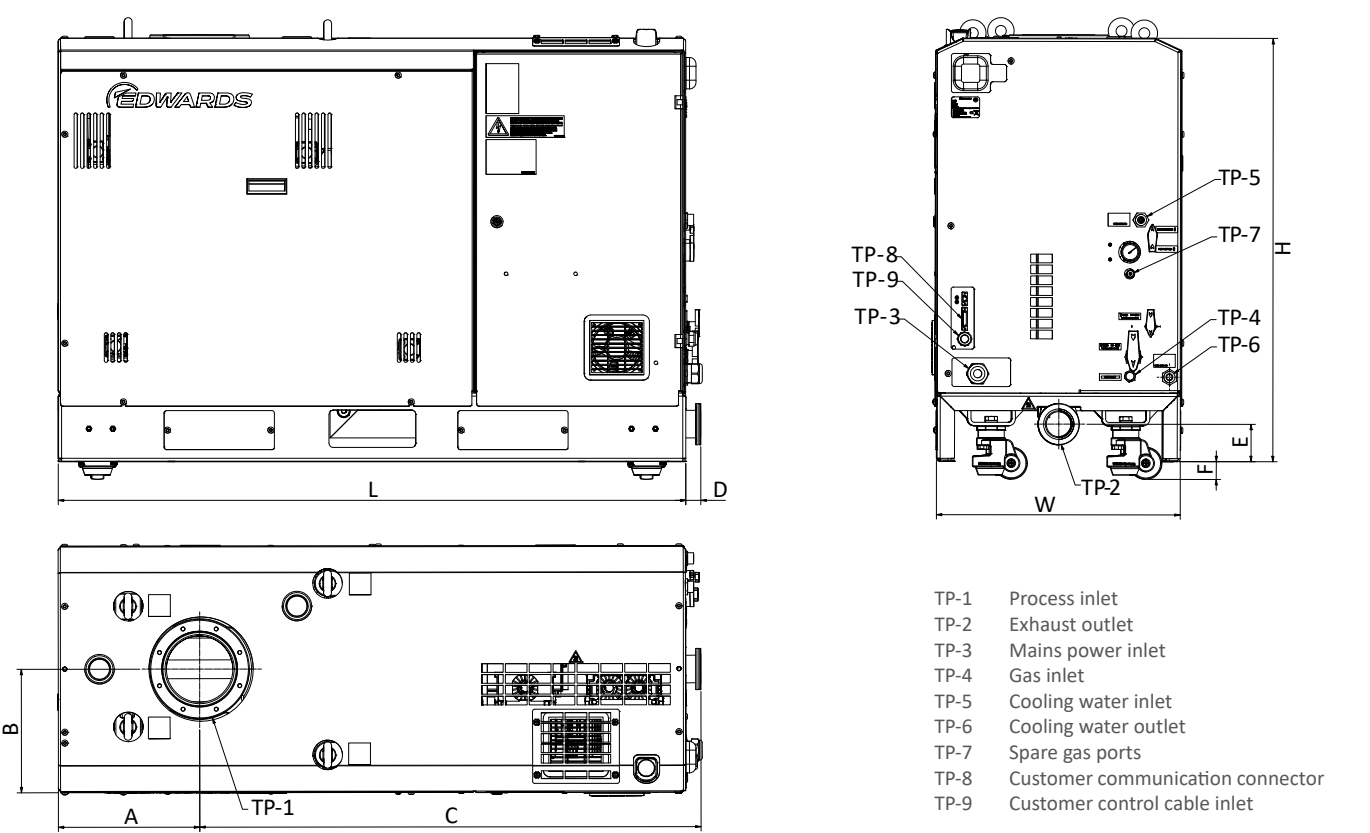 EDWARDS
L
D
TP-5
TP-7
TP-8
TP-9
TP-3
TP-4
TP-6
H
E
F
TP-2
W
B
A
TP-1
C
TP-1 Process inlet
TP-2 Exhaust outlet
TP-3 Mains power inlet
TP-4 Gas inlet
TP-5 Cooling water inlet
TP-6 Cooling water outlet
TP-7 Spare gas ports
TP-8 Customer communication connector
TP-9 Customer control cable inlet